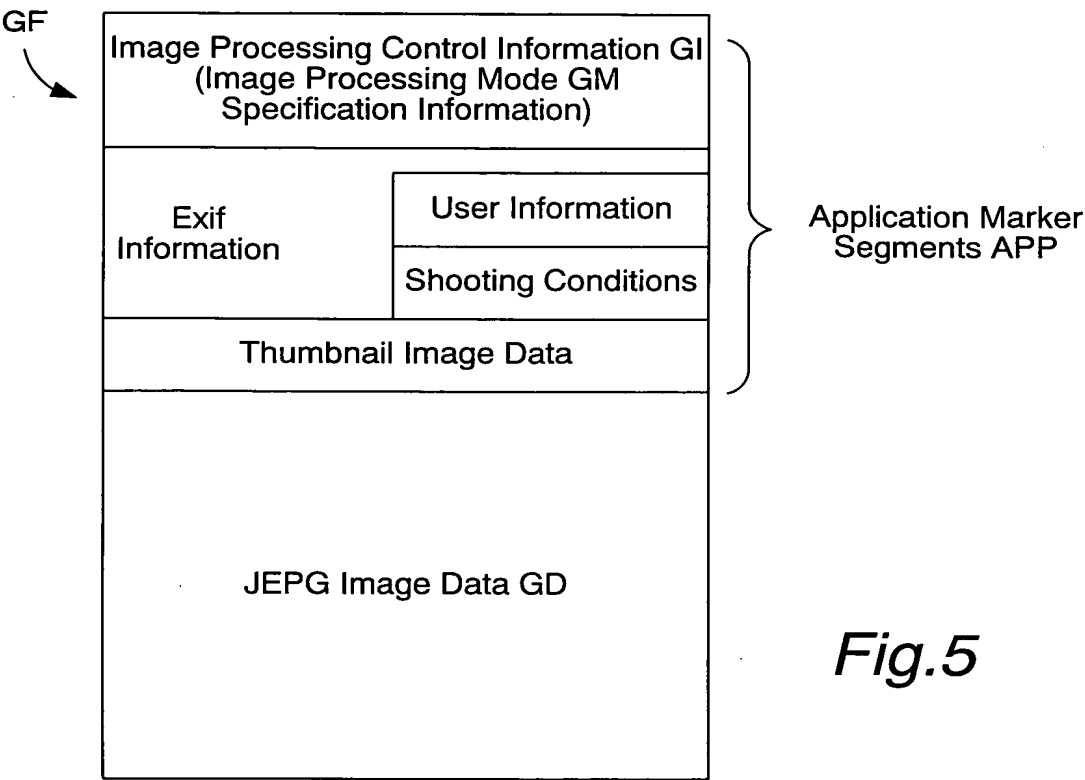 GF
Image Processing Control Information GI
(Image Processing Mode GM
Specification Information)
Exif
Information
User Information
Shooting Conditions
Thumbnail Image Data
Application Marker
Segments APP
JEPG Image Data GD
Fig.5